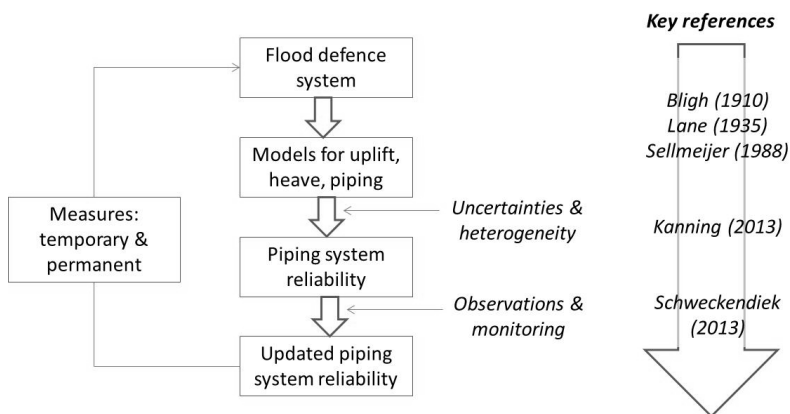 Key references
Flood defence
system
Bligh (1910)
Lane (1935)
Sellmeijer (1988)
Models for uplift,
heave, piping
Measures:
temporary &
permanent
Uncertainties &
heterogeneity
Kanning (2013)
Piping system
reliability
Observations &
monitoring
Schweckendiek
(2013)
Updated piping
system reliability